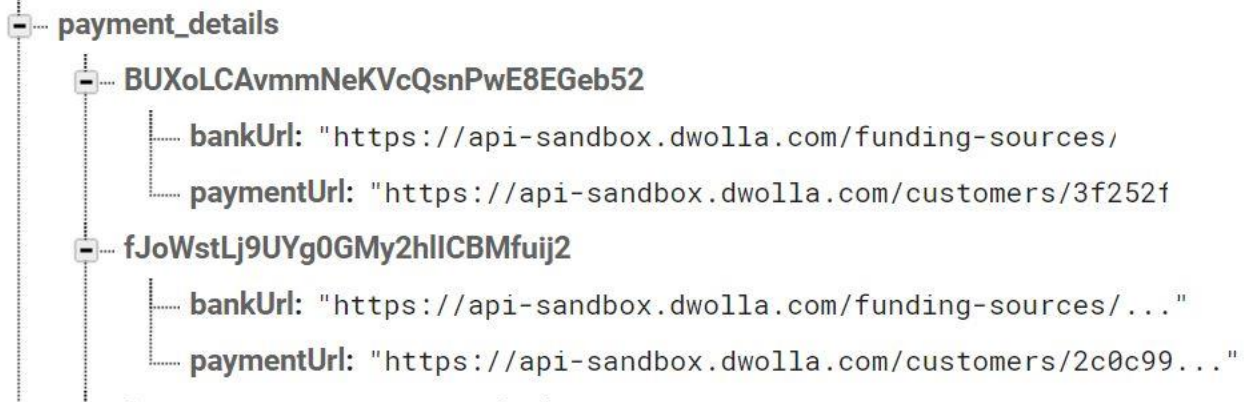 payment_details
BUXoLCAvmmNeKVcQsnPwE8EGeb52
bankUrl: "https://api-sandbox.dwolla.com/funding-sources/
paymentUrl: "https://api-sandbox.dwolla.com/customers/3f252f
fJoWstLj9UYg0GMy2hlICBMfuij2
bankUrl: "https://api-sandbox.dwolla.com/funding-sources/..."
paymentUrl: "https://api-sandbox.dwolla.com/customers/2c0c99..."